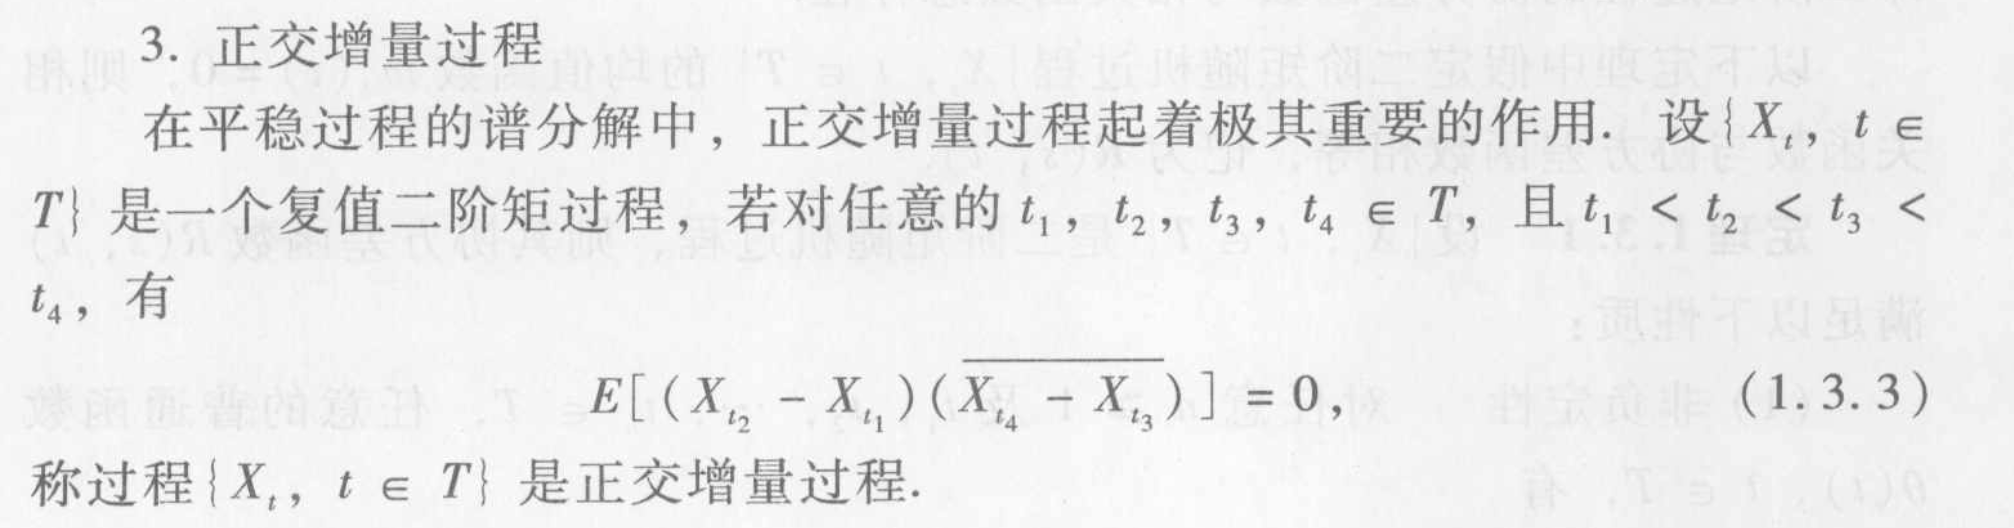 3. 正交增量过程
在平稳过程的谱分解中，正交增量过程起着极其重要的作用. 设{X_t, t ∈
T} 是一个复值二阶矩过程，若对任意的 t_1, t_2, t_3, t_4 ∈ T, 且 t_1 < t_2 < t_3 <
t_4, 有
E[(X_{t_2} - X_{t_1})(\overline{X_{t_4} - X_{t_3}})] = 0, (1.3.3)
称过程{X_t, t ∈ T} 是正交增量过程.